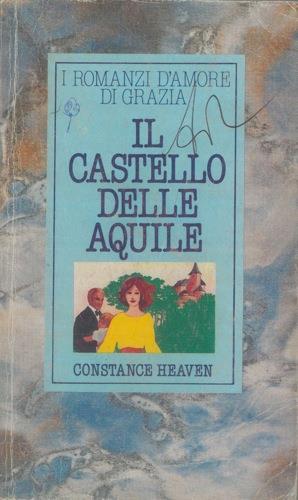 I ROMANZI D'AMORE
DI GRAZIA
IL
CASTELLO
DELLE
AQUILE
CONSTANCE HEAVEN